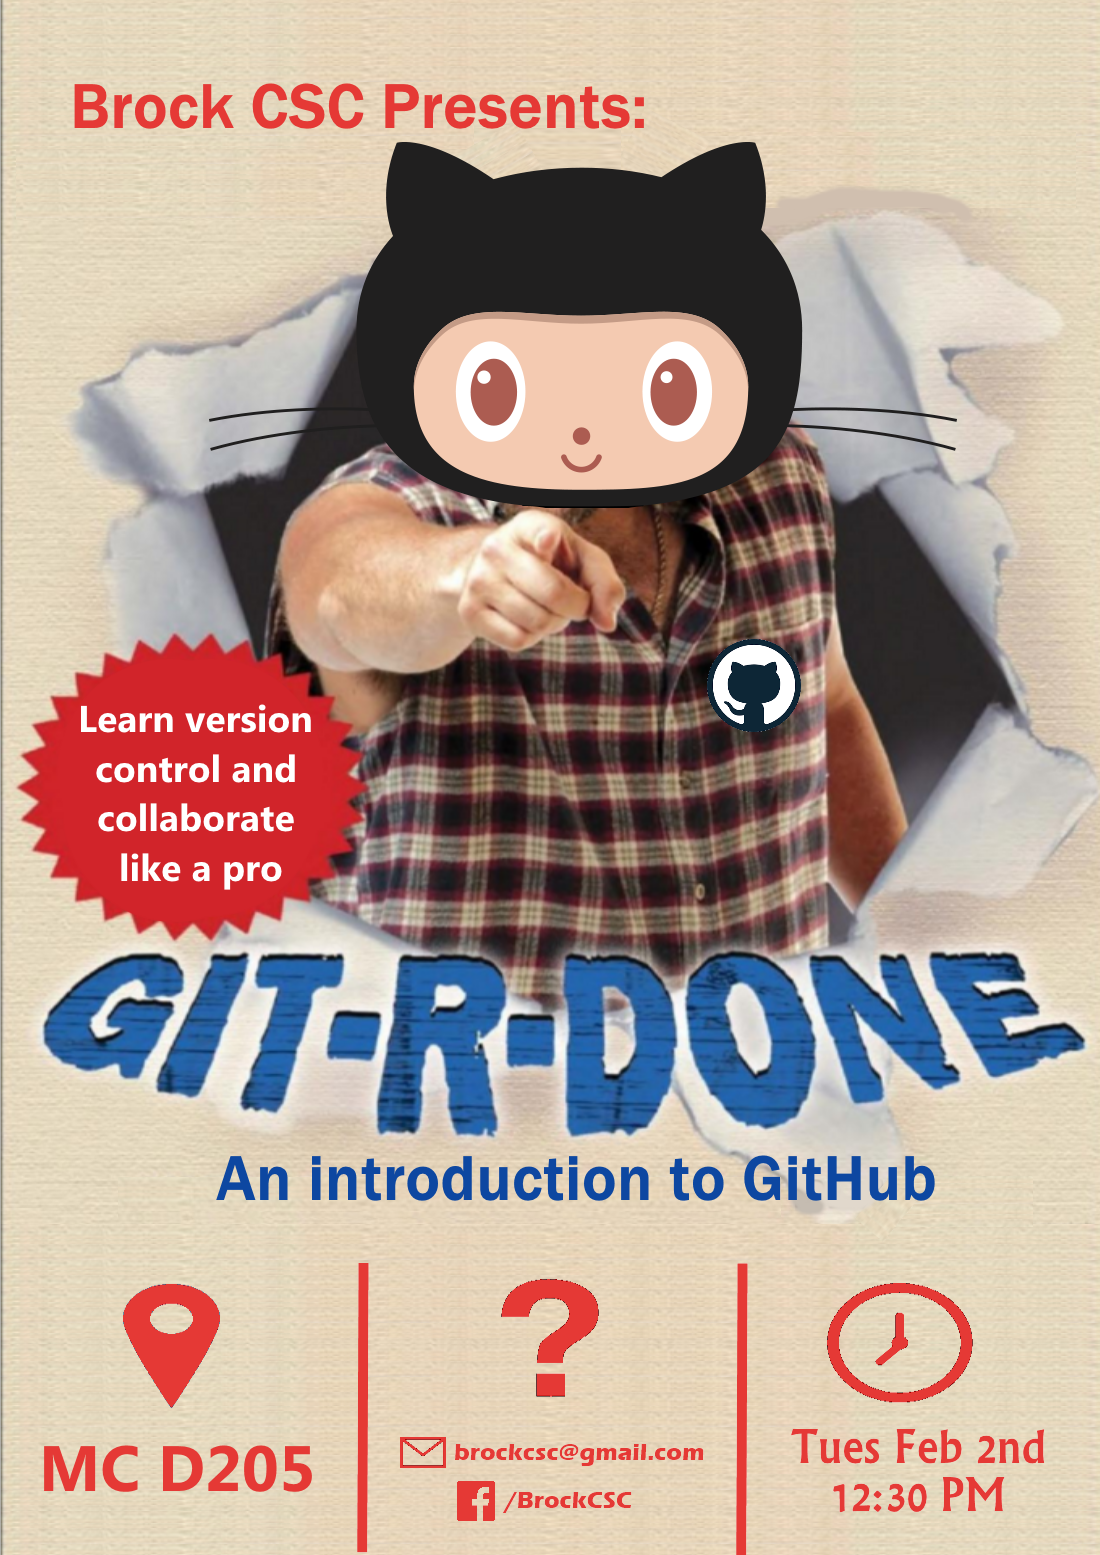 Brock CSC Presents:
Learn version
control and
collaborate
like a pro
GIT-R-DONE
An introduction to GitHub
MC D205
?
brockcsc@gmail.com
/BrockCSC
Tues Feb 2nd
12:30 PM